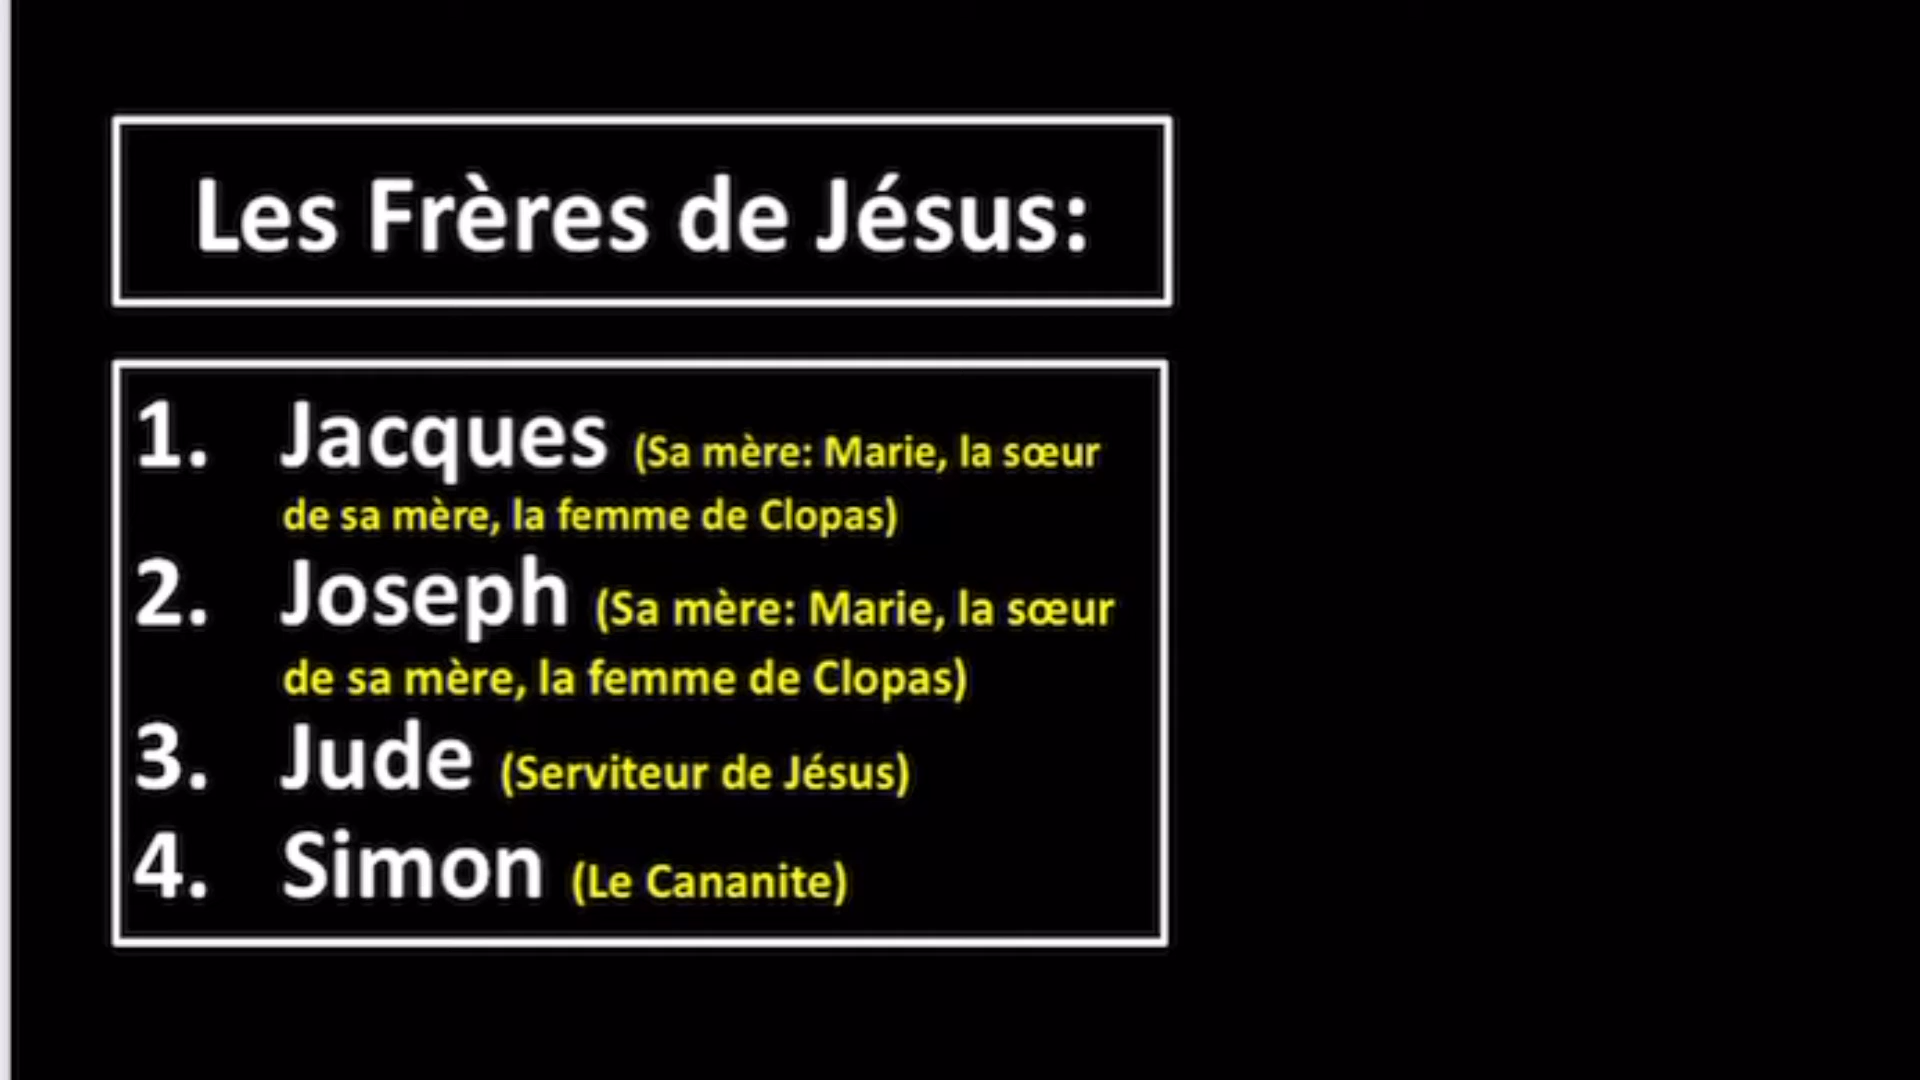 Les Frères de Jésus:
1. Jacques (Sa mère: Marie, la sœur
de sa mère, la femme de Clopas)
2. Joseph (Sa mère: Marie, la sœur
de sa mère, la femme de Clopas)
3. Jude (Serviteur de Jésus)
4. Simon (Le Cananite)